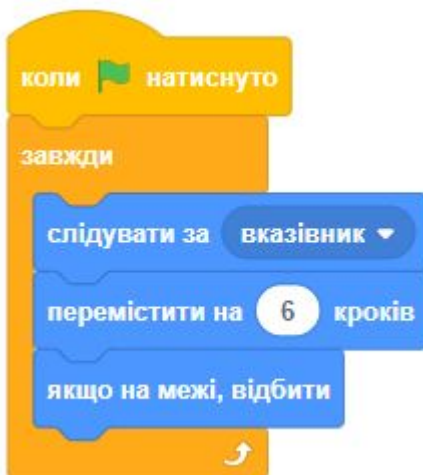 коли натиснуто
завжди
слідувати за вказівник
перемістити на 6 кроків
якщо на межі, відбити